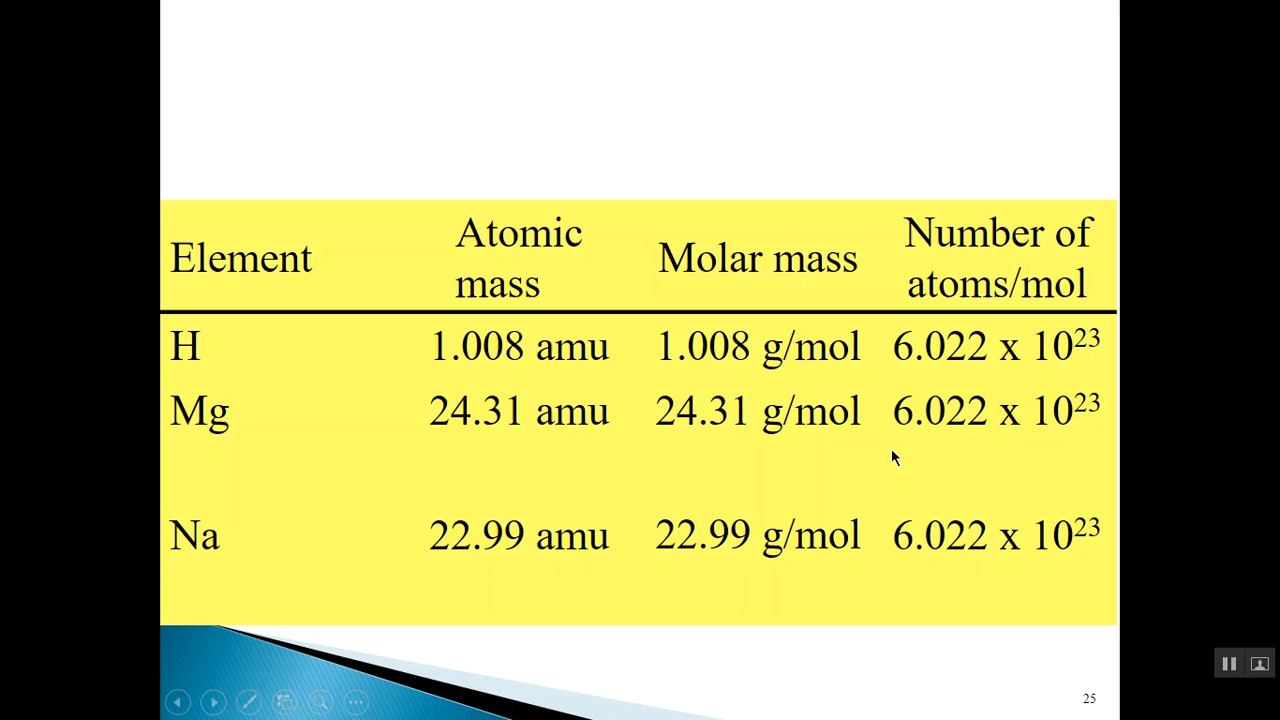 Element Atomic mass Molar mass Number of atoms/mol
H 1.008 amu 1.008 g/mol 6.022 x 10²³
Mg 24.31 amu 24.31 g/mol 6.022 x 10²³
Na 22.99 amu 22.99 g/mol 6.022 x 10²³
25